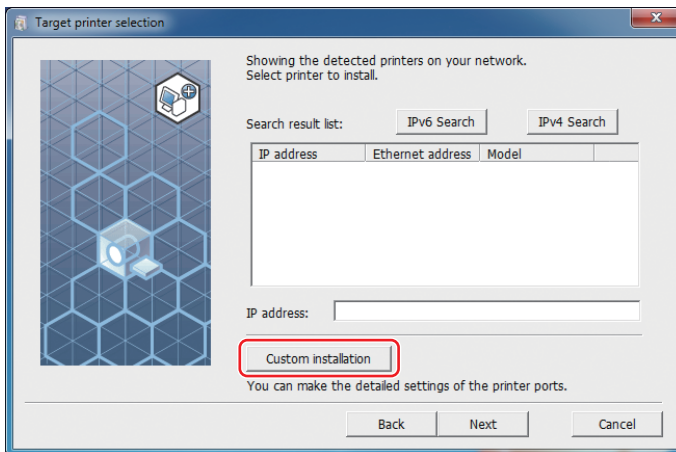 Target printer selection
Showing the detected printers on your network.
Select printer to install.
Search result list:
IPv6 Search
IPv4 Search
IP address
Ethernet address
Model
IP address:
Custom installation
You can make the detailed settings of the printer ports.
Back
Next
Cancel